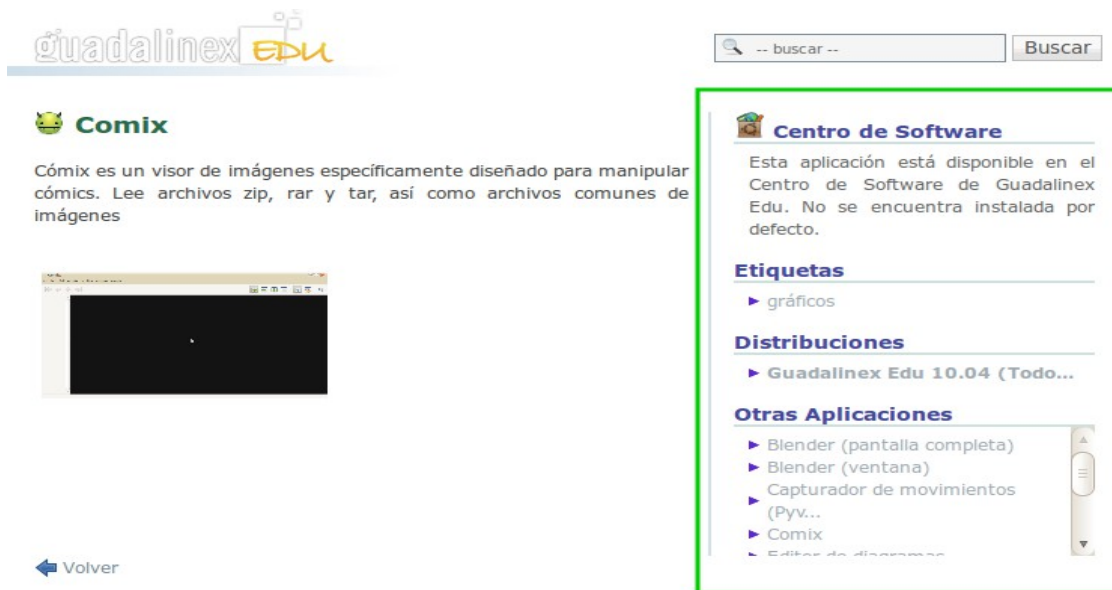 guadalinex EDU
-- buscar --
Buscar
Comix
Cómix es un visor de imágenes específicamente diseñado para manipular
cómics. Lee archivos zip, rar y tar, así como archivos comunes de
imágenes
Volver
Centro de Software
Esta aplicación está disponible en el
Centro de Software de Guadalinex
Edu. No se encuentra instalada por
defecto.
Etiquetas
gráficos
Distribuciones
Guadalinex Edu 10.04 (Todo...
Otras Aplicaciones
Blender (pantalla completa)
Blender (ventana)
Capturador de movimientos
(Pyv...
Comix
Editor de diagramas